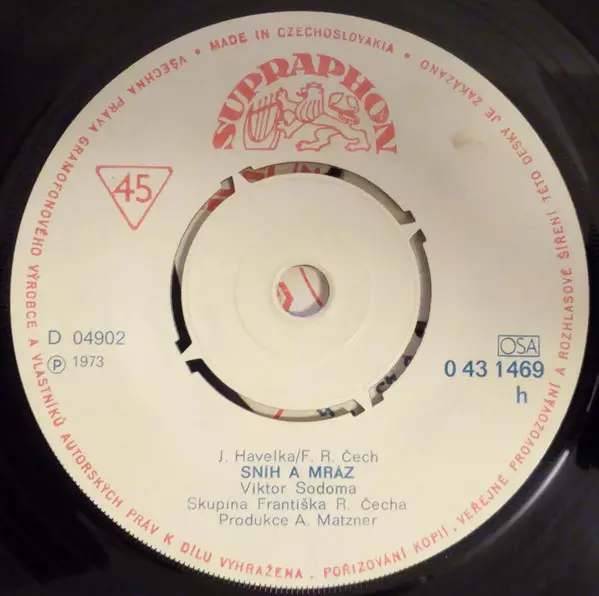 VŠECHNA PRÁVA GRAMOFONOVÉHO VÝROBCE A VLASTNÍKŮ AUTORSKÝCH PRÁV K DÍLU VYHRAŽENA. POŘIZOVÁNÍ KOPIÍ, VEŘEJNÉ PROVOZOVÁNÍ A ROZHLASOVÉ ŠÍŘENÍ TÉTO DESKY JE ZAKÁZÁNO
• MADE IN CZECHOSLOVAKIA •
SUPRAPHON
45
D 04902
Ⓟ 1973
OSA
0 43 1469
h
J. Havelka/F. R. Čech
SNÍH A MRÁZ
Viktor Sodoma
Skupina Františka R. Čecha
Produkce A. Matzner